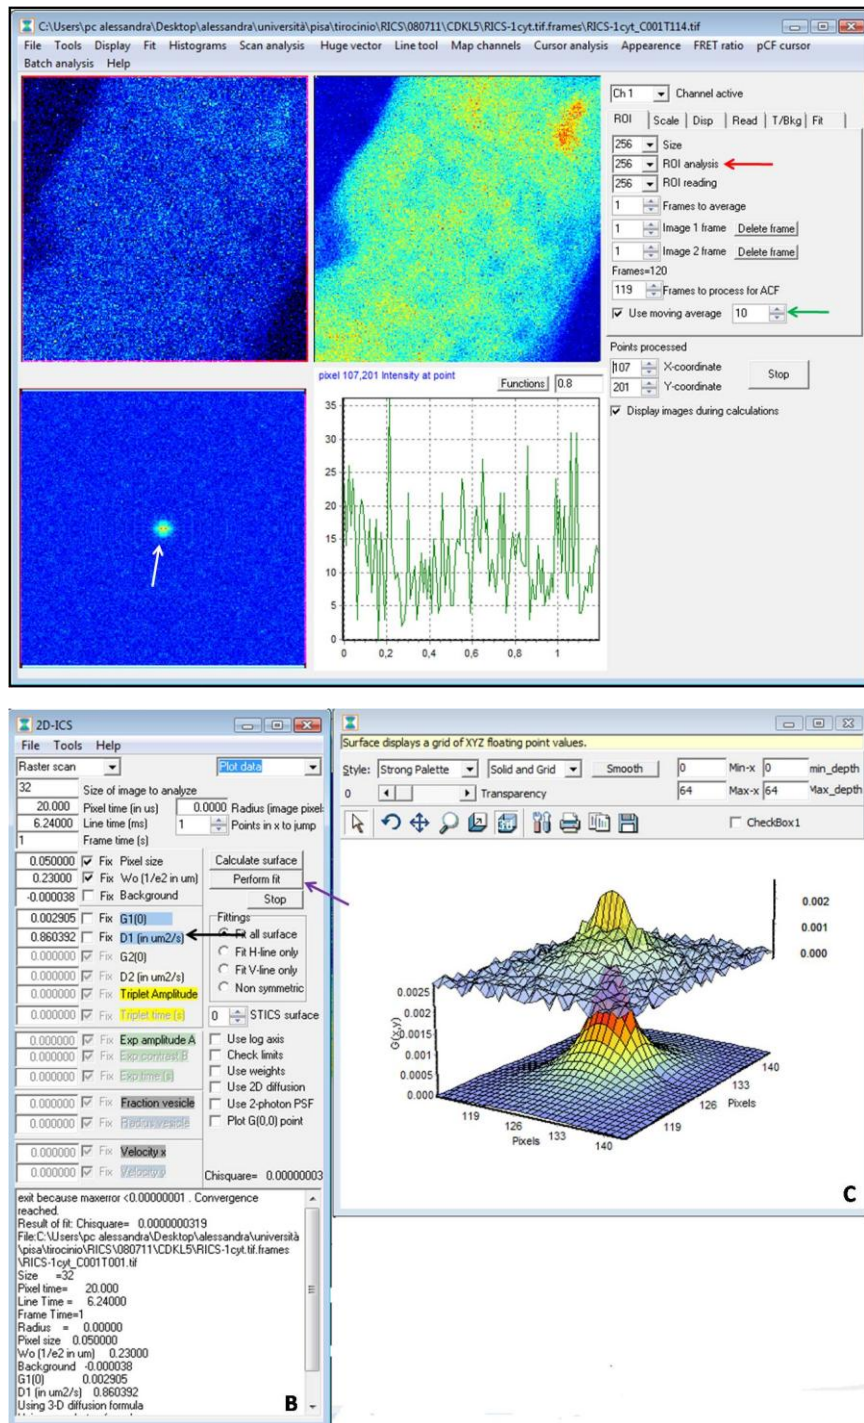 C:\Users\pc alessandra\Desktop\alessandra\università\pisa\tirocinio\RICS\080711\CDKL5\RICS-1cyt.tif.frames\RICS-1cyt_C001T114.tif
File Tools Display Fit Histograms Scan analysis Huge vector Line tool Map channels Cursor analysis Appearence FRET ratio pCF cursor
Batch analysis Help
Ch 1 Channel active
ROI Scale Disp Read T/Bkg Fit
256 Size
256 ROI analysis
256 ROI reading
1 Frames to average
1 Image 1 frame Delete frame
1 Image 2 frame Delete frame
Frames=120
119 Frames to process for ACF
Use moving average 10
Points processed
107 X-coordinate
201 Y-coordinate
Stop
Display images during calculations
pixel 107,201 Intensity at point
Functions 0.8
35
30
25
20
15
10
5
0
0 0,2 0,4 0,6 0,8 1
2D-ICS
File Tools Help
Raster scan Plot data
32 Size of image to analyze
20.000 Pixel time (in us) 0.0000 Radius (image pixel
6.24000 Line time (ms) 1 Points in x to jump
1 Frame time (s)
0.050000 Fix Pixel size Calculate surface
0.23000 Fix Wo (1/e2 in um) Perform fit
-0.000038 Fix Background Stop
0.002905 Fix G1(0) Fittings
0.860392 Fix D1 (in um2/s) Fit all surface
0.000000 Fix G2(0) Fit H-line only
0.000000 Fix D2 (in um2/s) Fit V-line only
0.000000 Fix Triplet Amplitude Non symmetric
0.000000 Fix Triplet time (s) 0 STICS surface
0.000000 Fix Exp amplitude A Use log axis
0.000000 Fix Exp contrast B Check limits
0.000000 Fix Exp time (s) Use weights
Use 2D diffusion
0.000000 Fix Fraction vesicle Use 2-photon PSF
0.000000 Fix Radius vesicle Plot G(0,0) point
0.000000 Fix Velocity x
0.000000 Fix Velocity y Chisquare= 0.00000003
exit because maxerror <0.00000001 . Convergence
reached.
Result of fit: Chisquare= 0.0000000319
File:C:\Users\pc alessandra\Desktop\alessandra\università
\pisa\tirocinio\RICS\080711\CDKL5\RICS-1cyt.tif.frames
\RICS-1cyt_C001T001.tif
Size =32
Pixel time= 20.000
Line Time = 6.24000
Frame Time=1
Radius = 0.00000
Pixel size 0.050000
Wo (1/e2 in um) 0.23000
Background -0.000038
G1(0) 0.002905
D1 (in um2/s) 0.860392
Using 3-D diffusion formula
B
Surface displays a grid of XYZ floating point values.
Style: Strong Palette Solid and Grid Smooth 0 Min-x 0 min_depth
0 Transparency 64 Max-x 64 Max_depth
CheckBox1
0.002
0.001
0.000
0.0025
0.002
0.0015
0.001
0.0005
0.000
G(x,y)
119 126 133 140
Pixels
119 126 133 140
Pixels
C